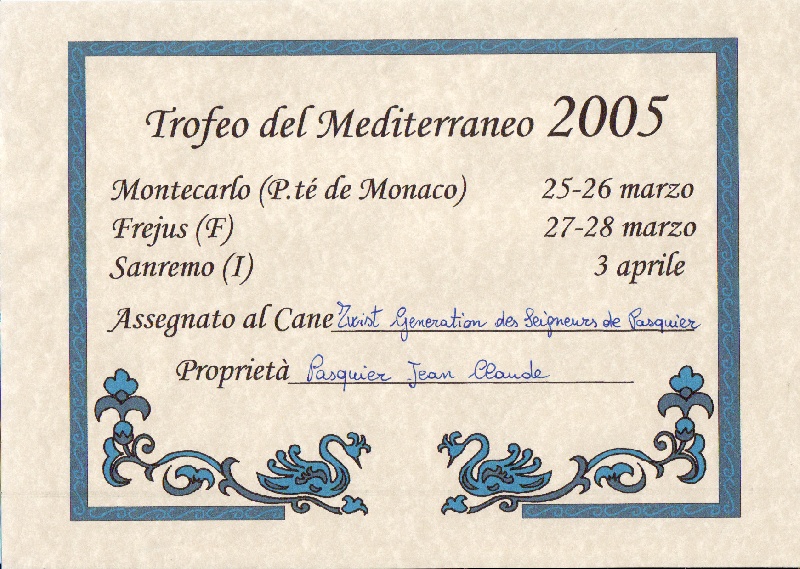 Trofeo del Mediterraneo 2005
Montecarlo (P.té de Monaco) 25-26 marzo
Frejus (F) 27-28 marzo
Sanremo (I) 3 aprile
Assegnato al Cane Twist Generation des Seigneurs de Pasquier
Proprietà Pasquier Jean Claude